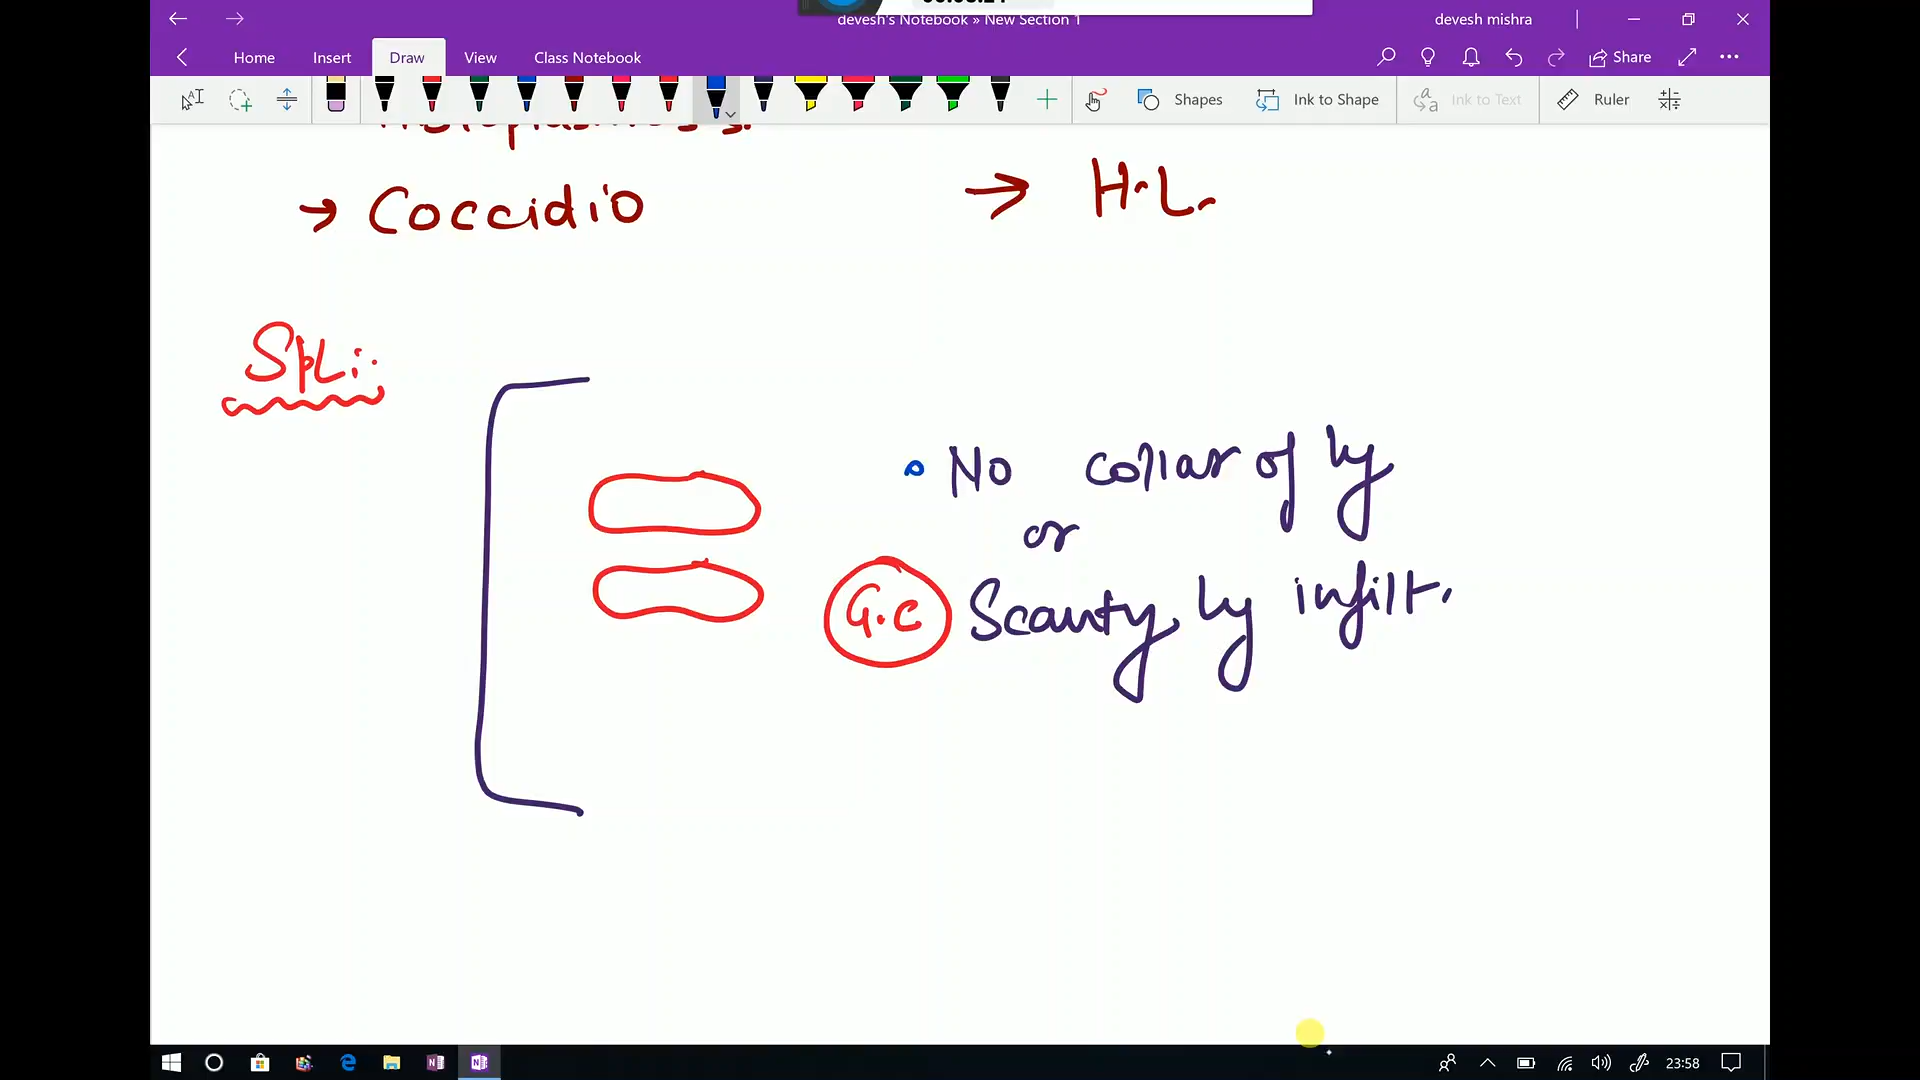 devesh's Notebook » New Section 1
devesh mishra
Home Insert Draw View Class Notebook
Share
Shapes Ink to Shape Ink to Text Ruler
→ Coccidio
→ H.L.
Spl:.
• No collar of ly
or
G.C Scanty ly infilt.
23:58